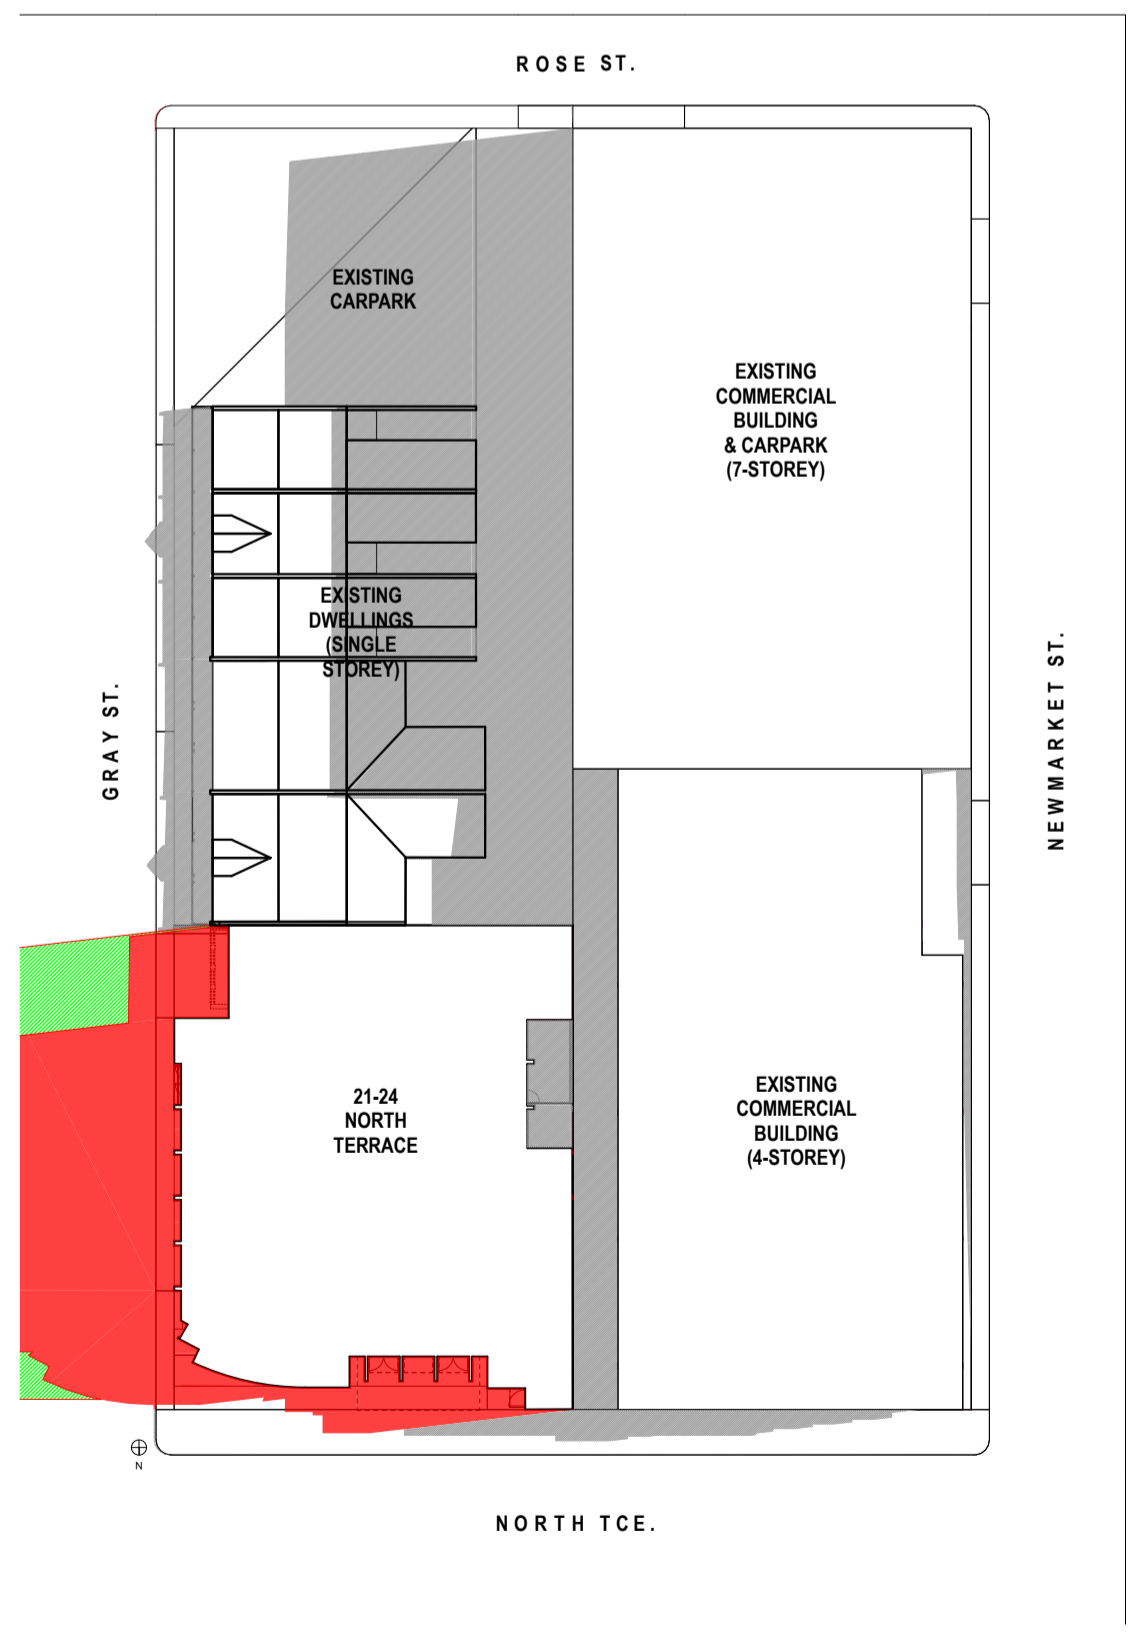 ROSE ST.
EXISTING
CARPARK
EXISTING
COMMERCIAL
BUILDING
& CARPARK
(7-STOREY)
EXISTING
DWELLINGS
(SINGLE
STOREY)
GRAY ST.
NEWMARKET ST.
21-24
NORTH
TERRACE
EXISTING
COMMERCIAL
BUILDING
(4-STOREY)
N
NORTH TCE.